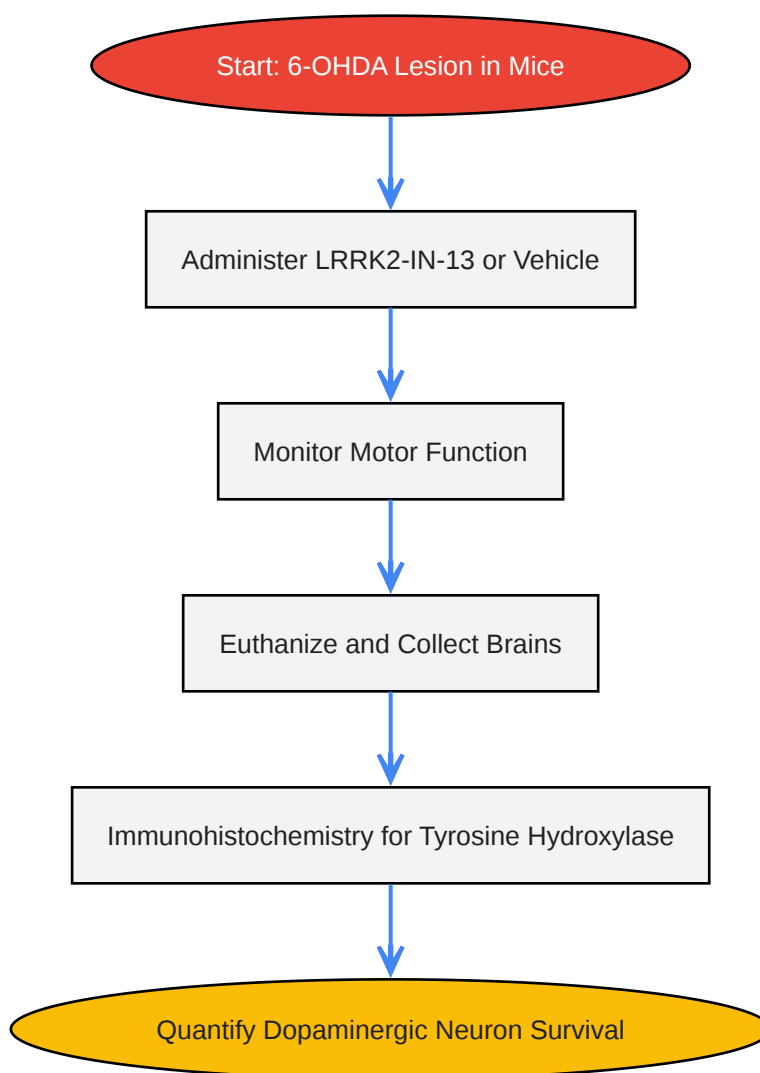 Start: 6-OHDA Lesion in Mice
Administer LRRK2-IN-13 or Vehicle
Monitor Motor Function
Euthanize and Collect Brains
Immunohistochemistry for Tyrosine Hydroxylase
Quantify Dopaminergic Neuron Survival